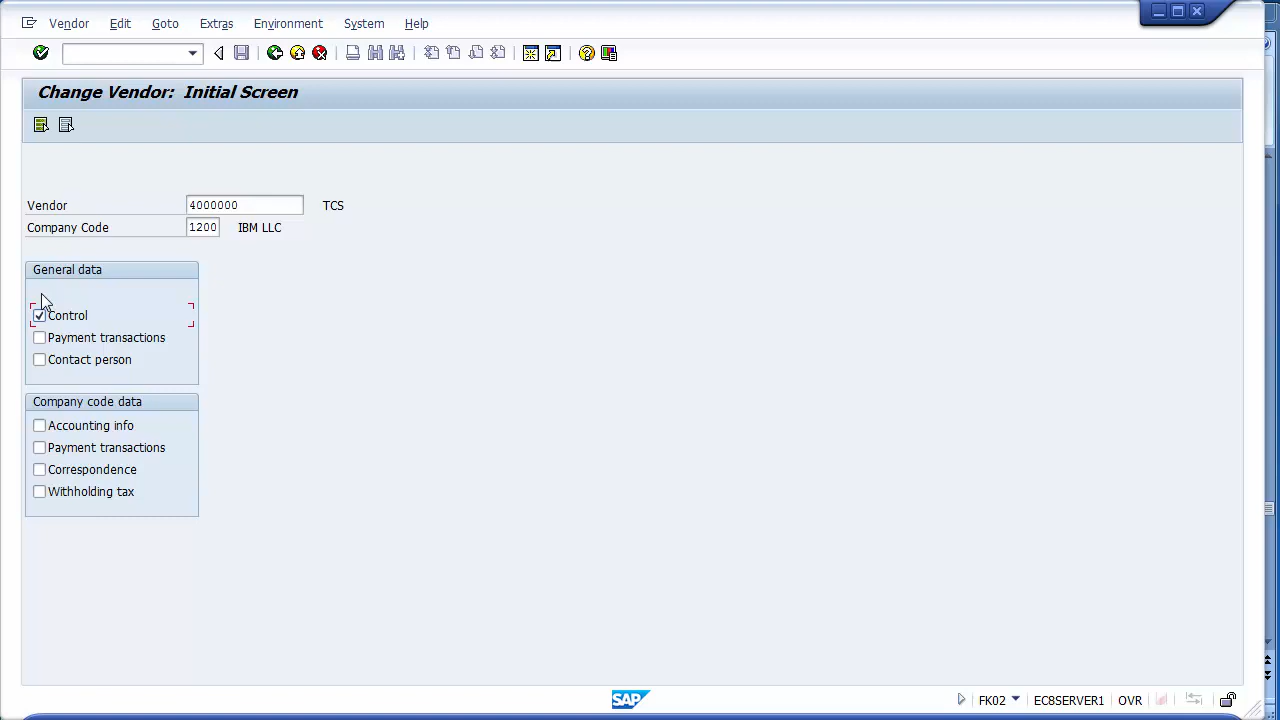 Vendor Edit Goto Extras Environment System Help
Change Vendor: Initial Screen
Vendor 4000000 TCS
Company Code 1200 IBM LLC
General data
Control
Payment transactions
Contact person
Company code data
Accounting info
Payment transactions
Correspondence
Withholding tax
SAP FK02 EC8SERVER1 OVR